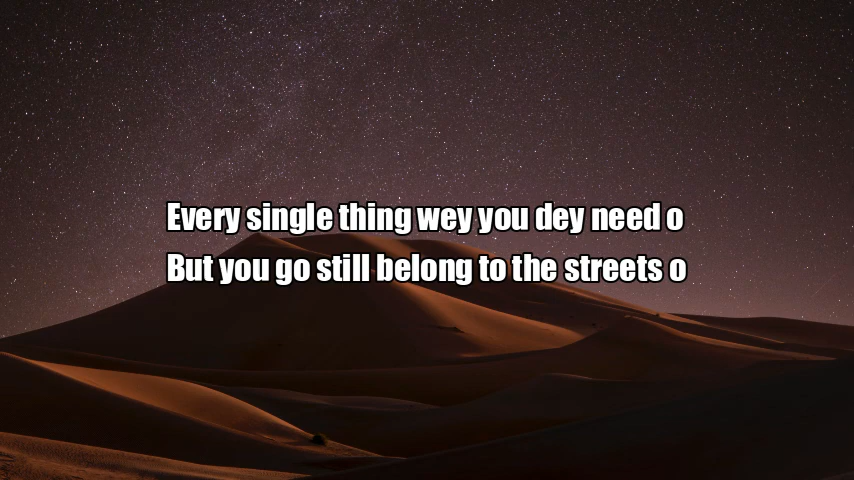 Every single thing wey you dey need o
But you go still belong to the streets o